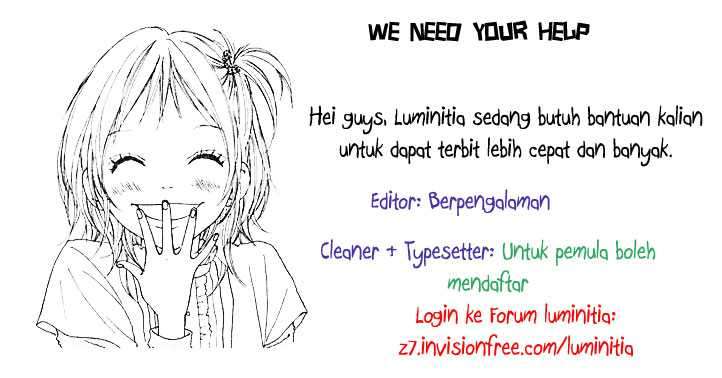 WE NEED YOUR HELP
Hei guys, Luminitia sedang butuh bantuan kalian
untuk dapat terbit lebih cepat dan banyak.
Editor: Berpengalaman
Cleaner + Typesetter: Untuk pemula boleh
mendaftar
Login ke Forum luminitia:
z7.invisionfree.com/luminitia